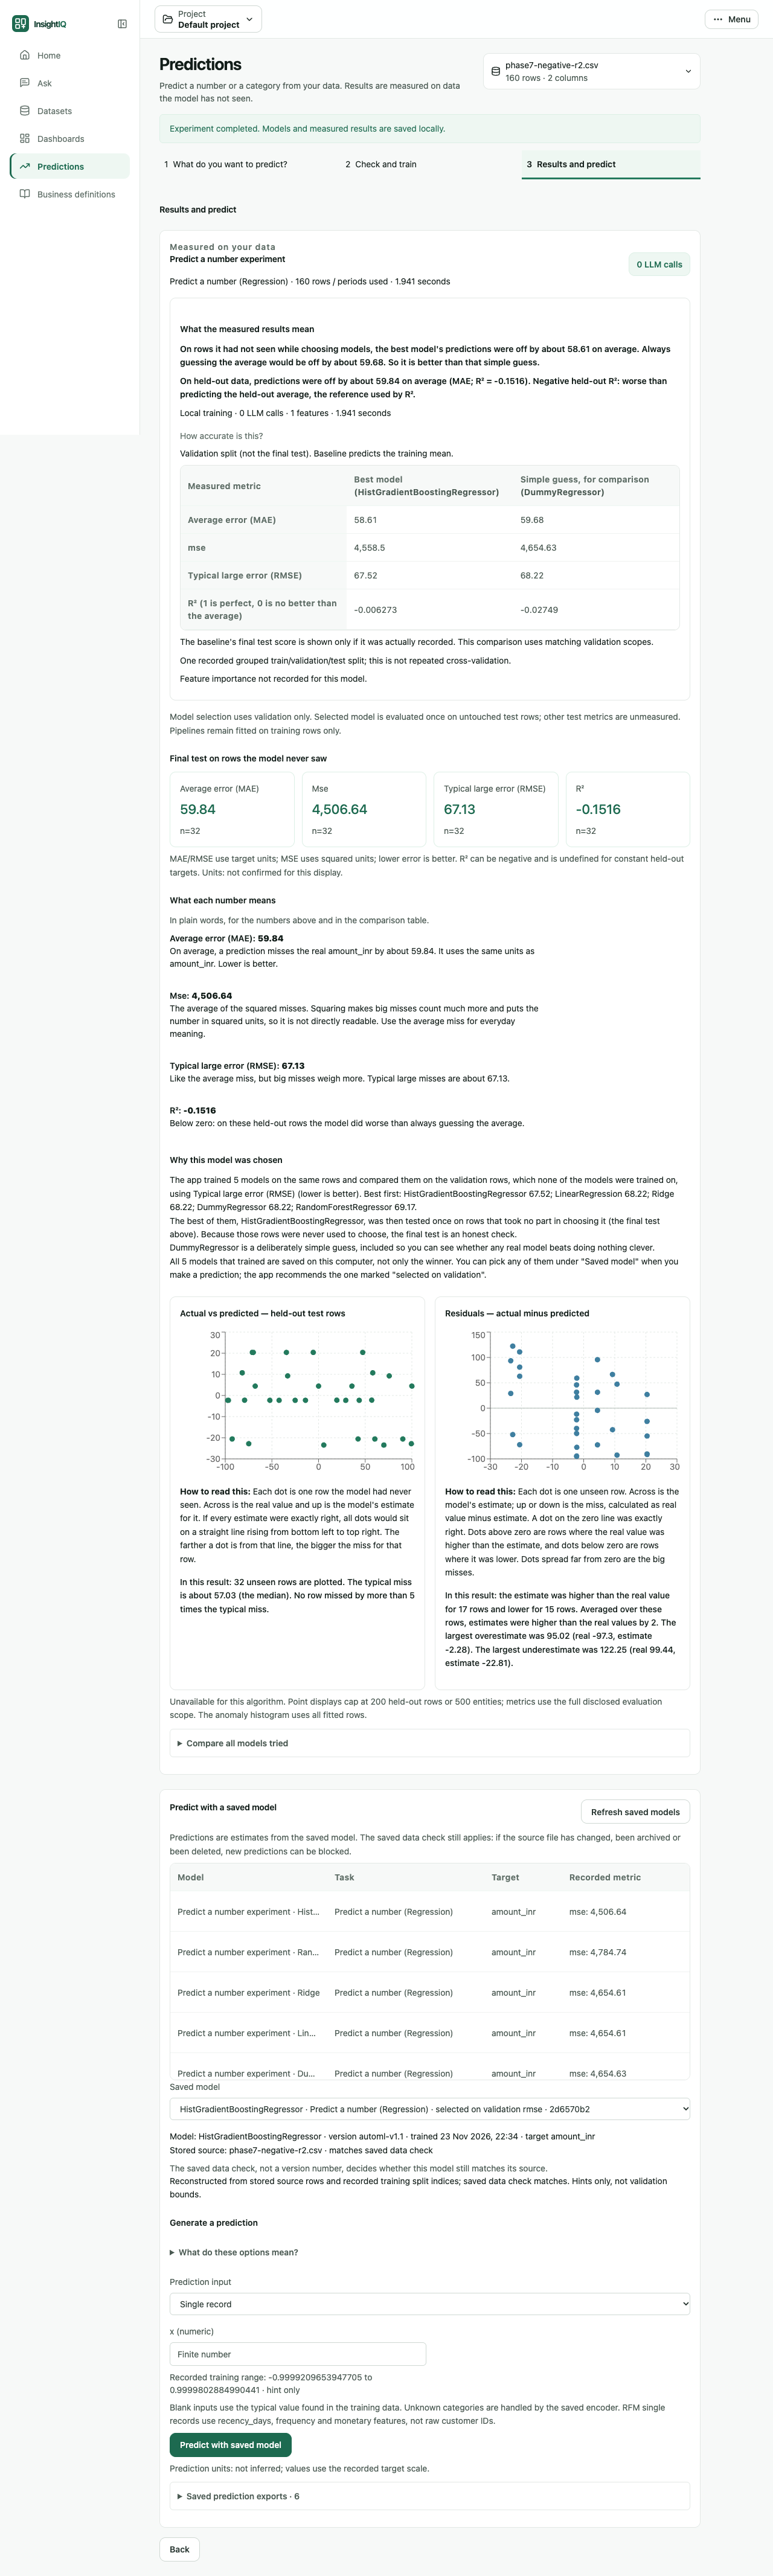 InsightIQ
Home
Ask
Datasets
Dashboards
Predictions
Business definitions
Project
Default project
Menu
Predictions
Predict a number or a category from your data. Results are measured on data
the model has not seen.
phase7-negative-r2.csv
160 rows · 2 columns
Experiment completed. Models and measured results are saved locally.
1 What do you want to predict?
2 Check and train
3 Results and predict
Results and predict
Measured on your data
Predict a number experiment
0 LLM calls
Predict a number (Regression) · 160 rows / periods used · 1.941 seconds
What the measured results mean
On rows it had not seen while choosing models, the best model's predictions were off by about 58.61 on average. Always
guessing the average would be off by about 59.68. So it is better than that simple guess.
On held-out data, predictions were off by about 59.84 on average (MAE; R² = -0.1516). Negative held-out R²: worse than
predicting the held-out average, the reference used by R².
Local training · 0 LLM calls · 1 features · 1.941 seconds
How accurate is this?
Validation split (not the final test). Baseline predicts the training mean.
Measured metric
Best model
(HistGradientBoostingRegressor)
Simple guess, for comparison
(DummyRegressor)
Average error (MAE)
58.61
59.68
mse
4,558.5
4,654.63
Typical large error (RMSE)
67.52
68.22
R² (1 is perfect, 0 is no better than
the average)
-0.006273
-0.02749
The baseline's final test score is shown only if it was actually recorded. This comparison uses matching validation scopes.
One recorded grouped train/validation/test split; this is not repeated cross-validation.
Feature importance not recorded for this model.
Model selection uses validation only. Selected model is evaluated once on untouched test rows; other test metrics are unmeasured.
Pipelines remain fitted on training rows only.
Final test on rows the model never saw
Average error (MAE)
59.84
n=32
Mse
4,506.64
n=32
Typical large error (RMSE)
67.13
n=32
R²
-0.1516
n=32
MAE/RMSE use target units; MSE uses squared units; lower error is better. R² can be negative and is undefined for constant held-out
targets. Units: not confirmed for this display.
What each number means
In plain words, for the numbers above and in the comparison table.
Average error (MAE): 59.84
On average, a prediction misses the real amount_inr by about 59.84. It uses the same units as
amount_inr. Lower is better.
Mse: 4,506.64
The average of the squared misses. Squaring makes big misses count much more and puts the
number in squared units, so it is not directly readable. Use the average miss for everyday
meaning.
Typical large error (RMSE): 67.13
Like the average miss, but big misses weigh more. Typical large misses are about 67.13.
R²: -0.1516
Below zero: on these held-out rows the model did worse than always guessing the average.
Why this model was chosen
The app trained 5 models on the same rows and compared them on the validation rows, which none of the models were trained on,
using Typical large error (RMSE) (lower is better). Best first: HistGradientBoostingRegressor 67.52; LinearRegression 68.22; Ridge
68.22; DummyRegressor 68.22; RandomForestRegressor 69.17.
The best of them, HistGradientBoostingRegressor, was then tested once on rows that took no part in choosing it (the final test
above). Because those rows were never used to choose, the final test is an honest check.
DummyRegressor is a deliberately simple guess, included so you can see whether any real model beats doing nothing clever.
All 5 models that trained are saved on this computer, not only the winner. You can pick any of them under "Saved model" when you
make a prediction; the app recommends the one marked "selected on validation".
Actual vs predicted — held-out test rows
30
20
10
0
-10
-20
-30
-100
-50
0
50
100
How to read this: Each dot is one row the model had never
seen. Across is the real value and up is the model's estimate
for it. If every estimate were exactly right, all dots would sit
on a straight line rising from bottom left to top right. The
farther a dot is from that line, the bigger the miss for that
row.
In this result: 32 unseen rows are plotted. The typical miss
is about 57.03 (the median). No row missed by more than 5
times the typical miss.
Residuals — actual minus predicted
150
100
50
0
-50
-100
-30
-20
-10
0
10
20
30
How to read this: Each dot is one unseen row. Across is the
model's estimate; up or down is the miss, calculated as real
value minus estimate. A dot on the zero line was exactly
right. Dots above zero are rows where the real value was
higher than the estimate, and dots below zero are rows
where it was lower. Dots spread far from zero are the big
misses.
In this result: the estimate was higher than the real value
for 17 rows and lower for 15 rows. Averaged over these
rows, estimates were higher than the real values by 2. The
largest overestimate was 95.02 (real -97.3, estimate
-2.28). The largest underestimate was 122.25 (real 99.44,
estimate -22.81).
Unavailable for this algorithm. Point displays cap at 200 held-out rows or 500 entities; metrics use the full disclosed evaluation
scope. The anomaly histogram uses all fitted rows.
Compare all models tried
Predict with a saved model
Refresh saved models
Predictions are estimates from the saved model. The saved data check still applies: if the source file has changed, been archived or
been deleted, new predictions can be blocked.
Model
Task
Target
Recorded metric
Predict a number experiment · Hist...
Predict a number (Regression)
amount_inr
mse: 4,506.64
Predict a number experiment · Ran...
Predict a number (Regression)
amount_inr
mse: 4,784.74
Predict a number experiment · Ridge
Predict a number (Regression)
amount_inr
mse: 4,654.61
Predict a number experiment · Lin...
Predict a number (Regression)
amount_inr
mse: 4,654.61
Predict a number experiment · Du...
Predict a number (Regression)
amount_inr
mse: 4,654.63
Saved model
HistGradientBoostingRegressor · Predict a number (Regression) · selected on validation rmse · 2d6570b2
Model: HistGradientBoostingRegressor · version automl-v1.1 · trained 23 Nov 2026, 22:34 · target amount_inr
Stored source: phase7-negative-r2.csv · matches saved data check
The saved data check, not a version number, decides whether this model still matches its source.
Reconstructed from stored source rows and recorded training split indices; saved data check matches. Hints only, not validation
bounds.
Generate a prediction
What do these options mean?
Prediction input
Single record
x (numeric)
Finite number
Recorded training range: -0.9999209653947705 to
0.9999802884990441 · hint only
Blank inputs use the typical value found in the training data. Unknown categories are handled by the saved encoder. RFM single
records use recency_days, frequency and monetary features, not raw customer IDs.
Predict with saved model
Prediction units: not inferred; values use the recorded target scale.
Saved prediction exports · 6
Back